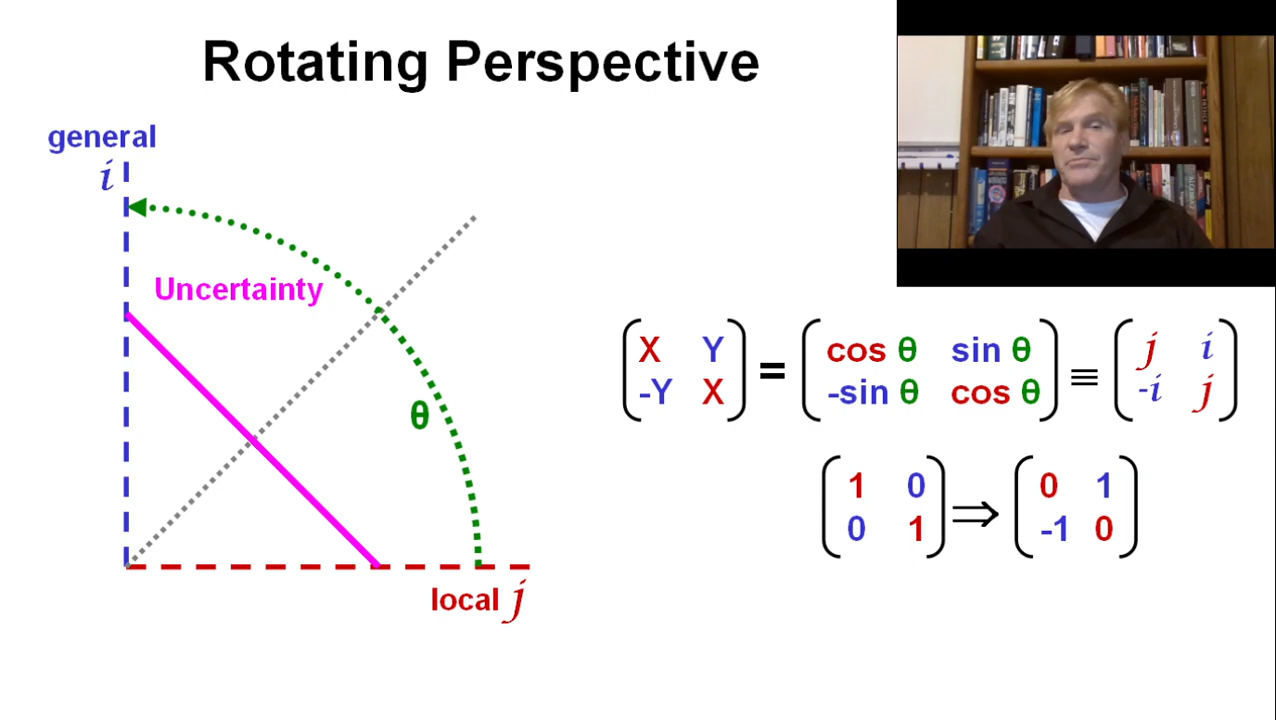 Rotating Perspective
general
i
Uncertainty
θ
local j
X Y = cos θ sin θ ≡ j i
-Y X -sin θ cos θ -i j
1 0 ⇒ 0 1
0 1 -1 0